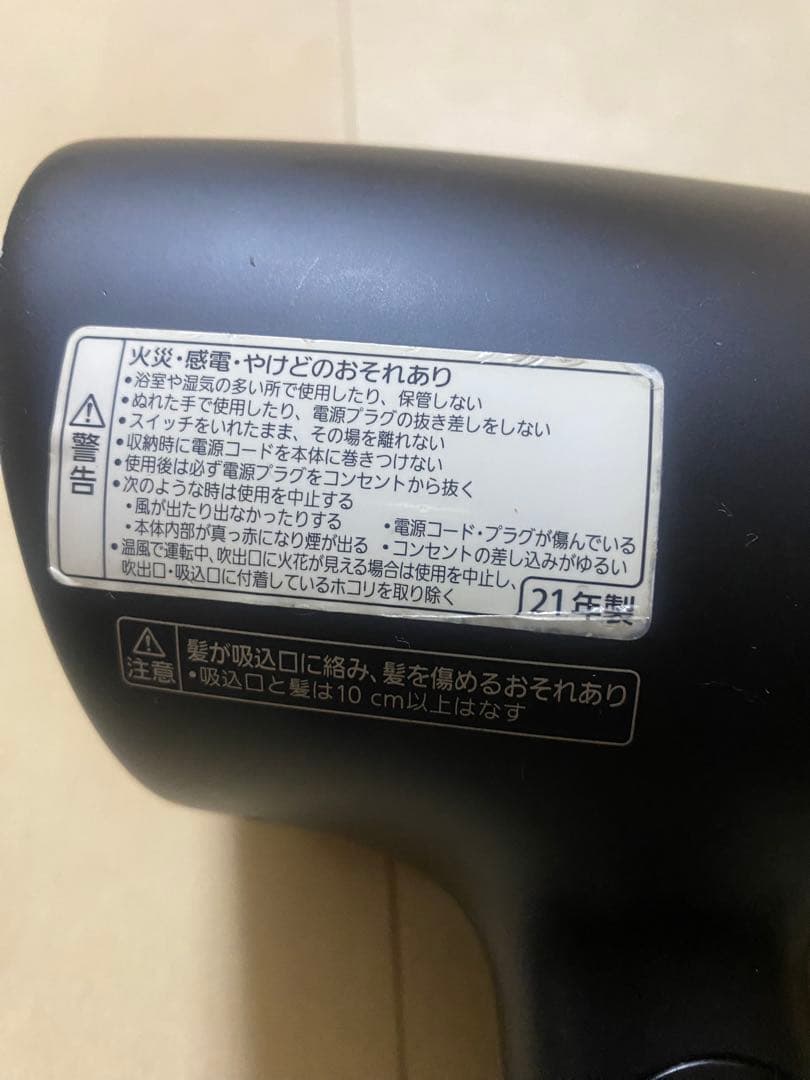 警告
火災・感電・やけどのおそれあり
•浴室や湿気の多い所で使用したり、保管しない
•ぬれた手で使用したり、電源プラグの抜き差しをしない
•スイッチをいれたまま、その場を離れない
•収納時に電源コードを本体に巻きつけない
•使用後は必ず電源プラグをコンセントから抜く
•次のような時は使用を中止する
・風が出たり出なかったりする
・本体内部が真っ赤になり煙が出る
•電源コード・プラグが傷んでいる
•コンセントの差し込みがゆるい
•温風で運転中、吹出口に火花が見える場合は使用を中止し、
吹出口・吸込口に付着しているホコリを取り除く
21年製
注意
髪が吸込口に絡み、髪を傷めるおそれあり
•吸込口と髪は10 cm以上はなす